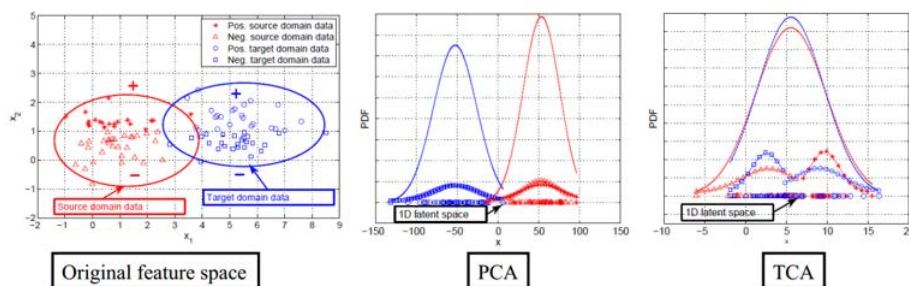 5
4
3
2
1
0
-1
-2
-2 -1 0 1 2 3 4 5 6 7 8 9
x2
x1
Pos. source domain data
Neg. source domain data
Pos. target domain data
Neg. target domain data
+
+
−
−
Source domain data
Target domain data
Original feature space
PDF
1D latent space
-150 -100 -50 0 50 100 150
x
PCA
PDF
1D latent space
-10 -5 0 5 10 15 20
x
TCA